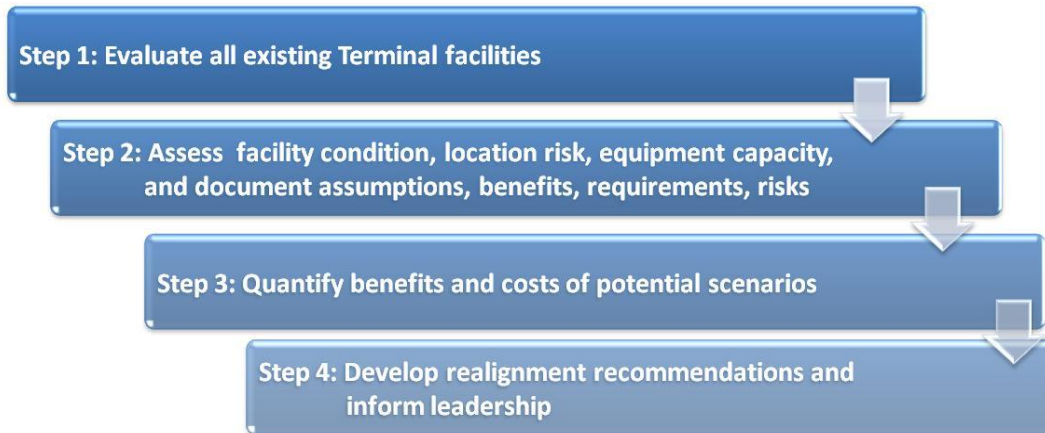 Step 1: Evaluate all existing Terminal facilities
Step 2: Assess facility condition, location risk, equipment capacity,
and document assumptions, benefits, requirements, risks
Step 3: Quantify benefits and costs of potential scenarios
Step 4: Develop realignment recommendations and
inform leadership